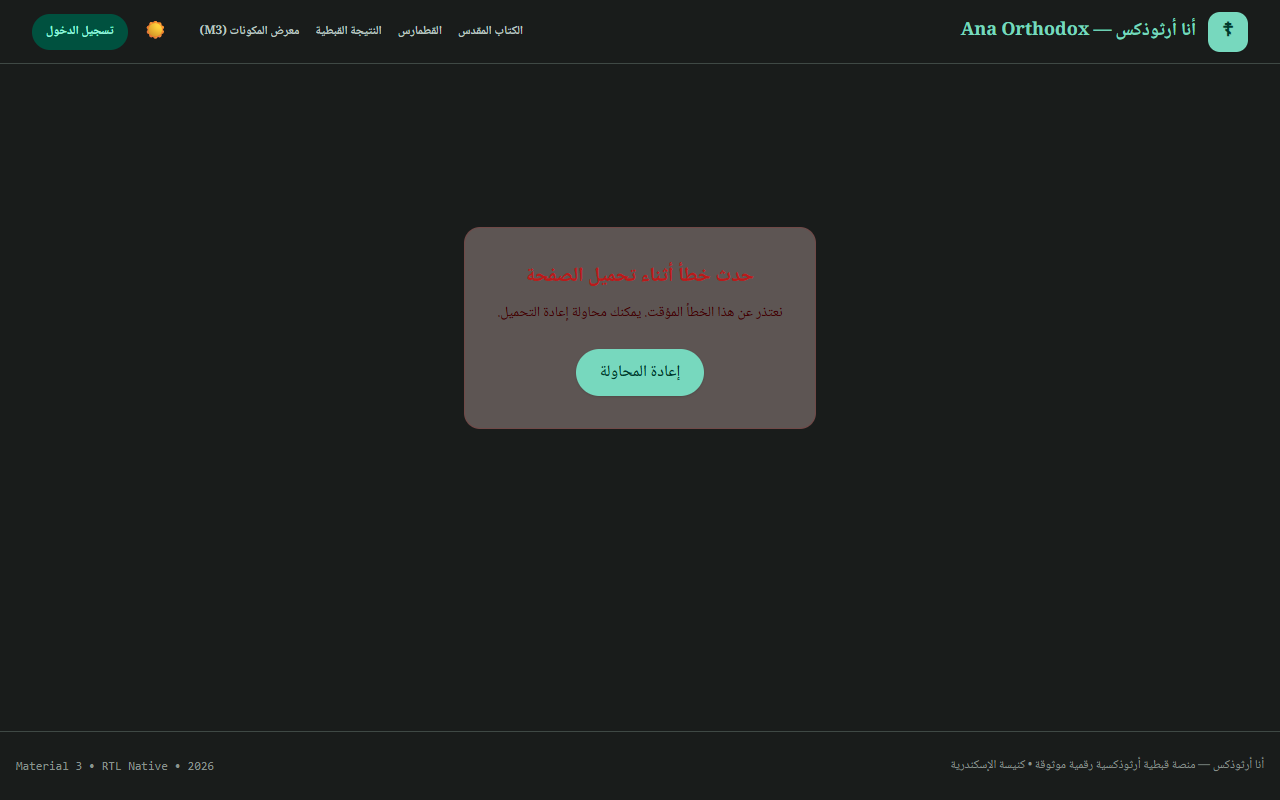 أنا أرثوذكس — Ana Orthodox
الكتاب المقدس
القطمارس
النتيجة القبطية
معرض المكونات (M3)
تسجيل الدخول
حدث خطأ أثناء تحميل الصفحة
نعتذر عن هذا الخطأ المؤقت. يمكنك محاولة إعادة التحميل.
إعادة المحاولة
أنا أرثوذكس — منصة قبطية أرثوذكسية رقمية موثوقة • كنيسة الإسكندرية
Material 3 • RTL Native • 2026